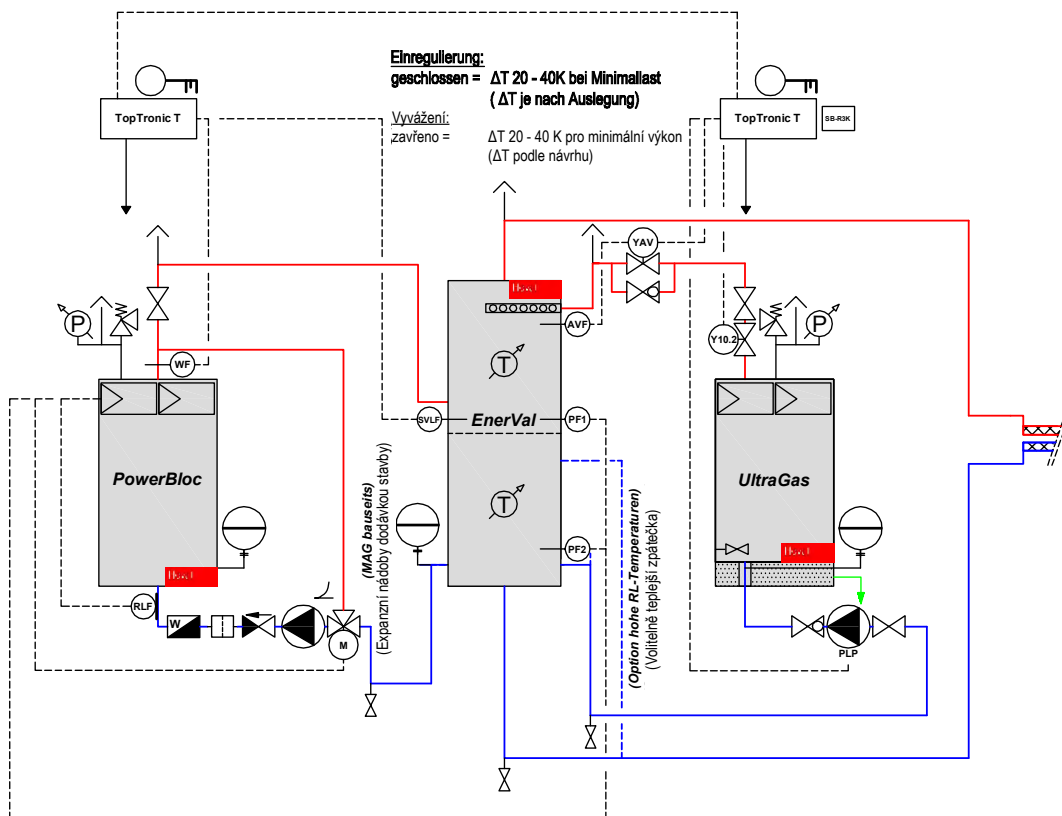 Einregulierung:
geschlossen = ΔT 20 - 40K bei Minimallast
( ΔT je nach Auslegung)
Vyvážení:
zavřeno = ΔT 20 - 40 K pro minimální výkon
(ΔT podle návrhu)
TopTronic T
TopTronic T
SB-R3K
YAV
AVF
Y10.2
P
P
WF
T
SVLF
EnerVal
PF1
PowerBloc
UltraGas
T
(MAG bauseits)
(Expanzní nádoby dodávkou stavby)
(Option hohe RL-Temperaturen)
(Volitelně teplejší zpátečka)
PF2
RLF
W
M
PLP